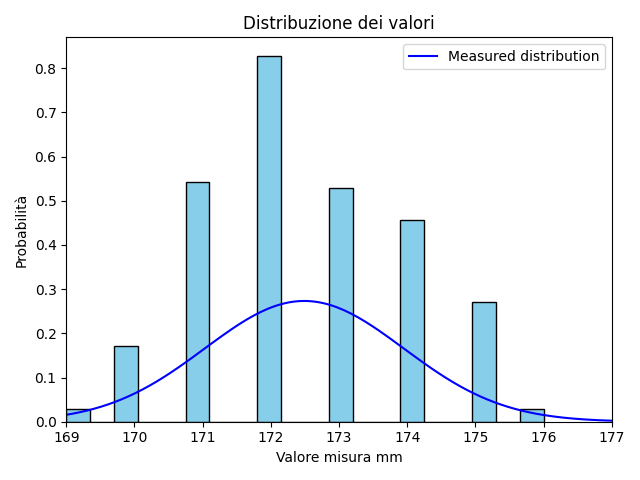 Distribuzione dei valori
Measured distribution
Probabilità
0.8
0.7
0.6
0.5
0.4
0.3
0.2
0.1
0.0
169 170 171 172 173 174 175 176 177
Valore misura mm